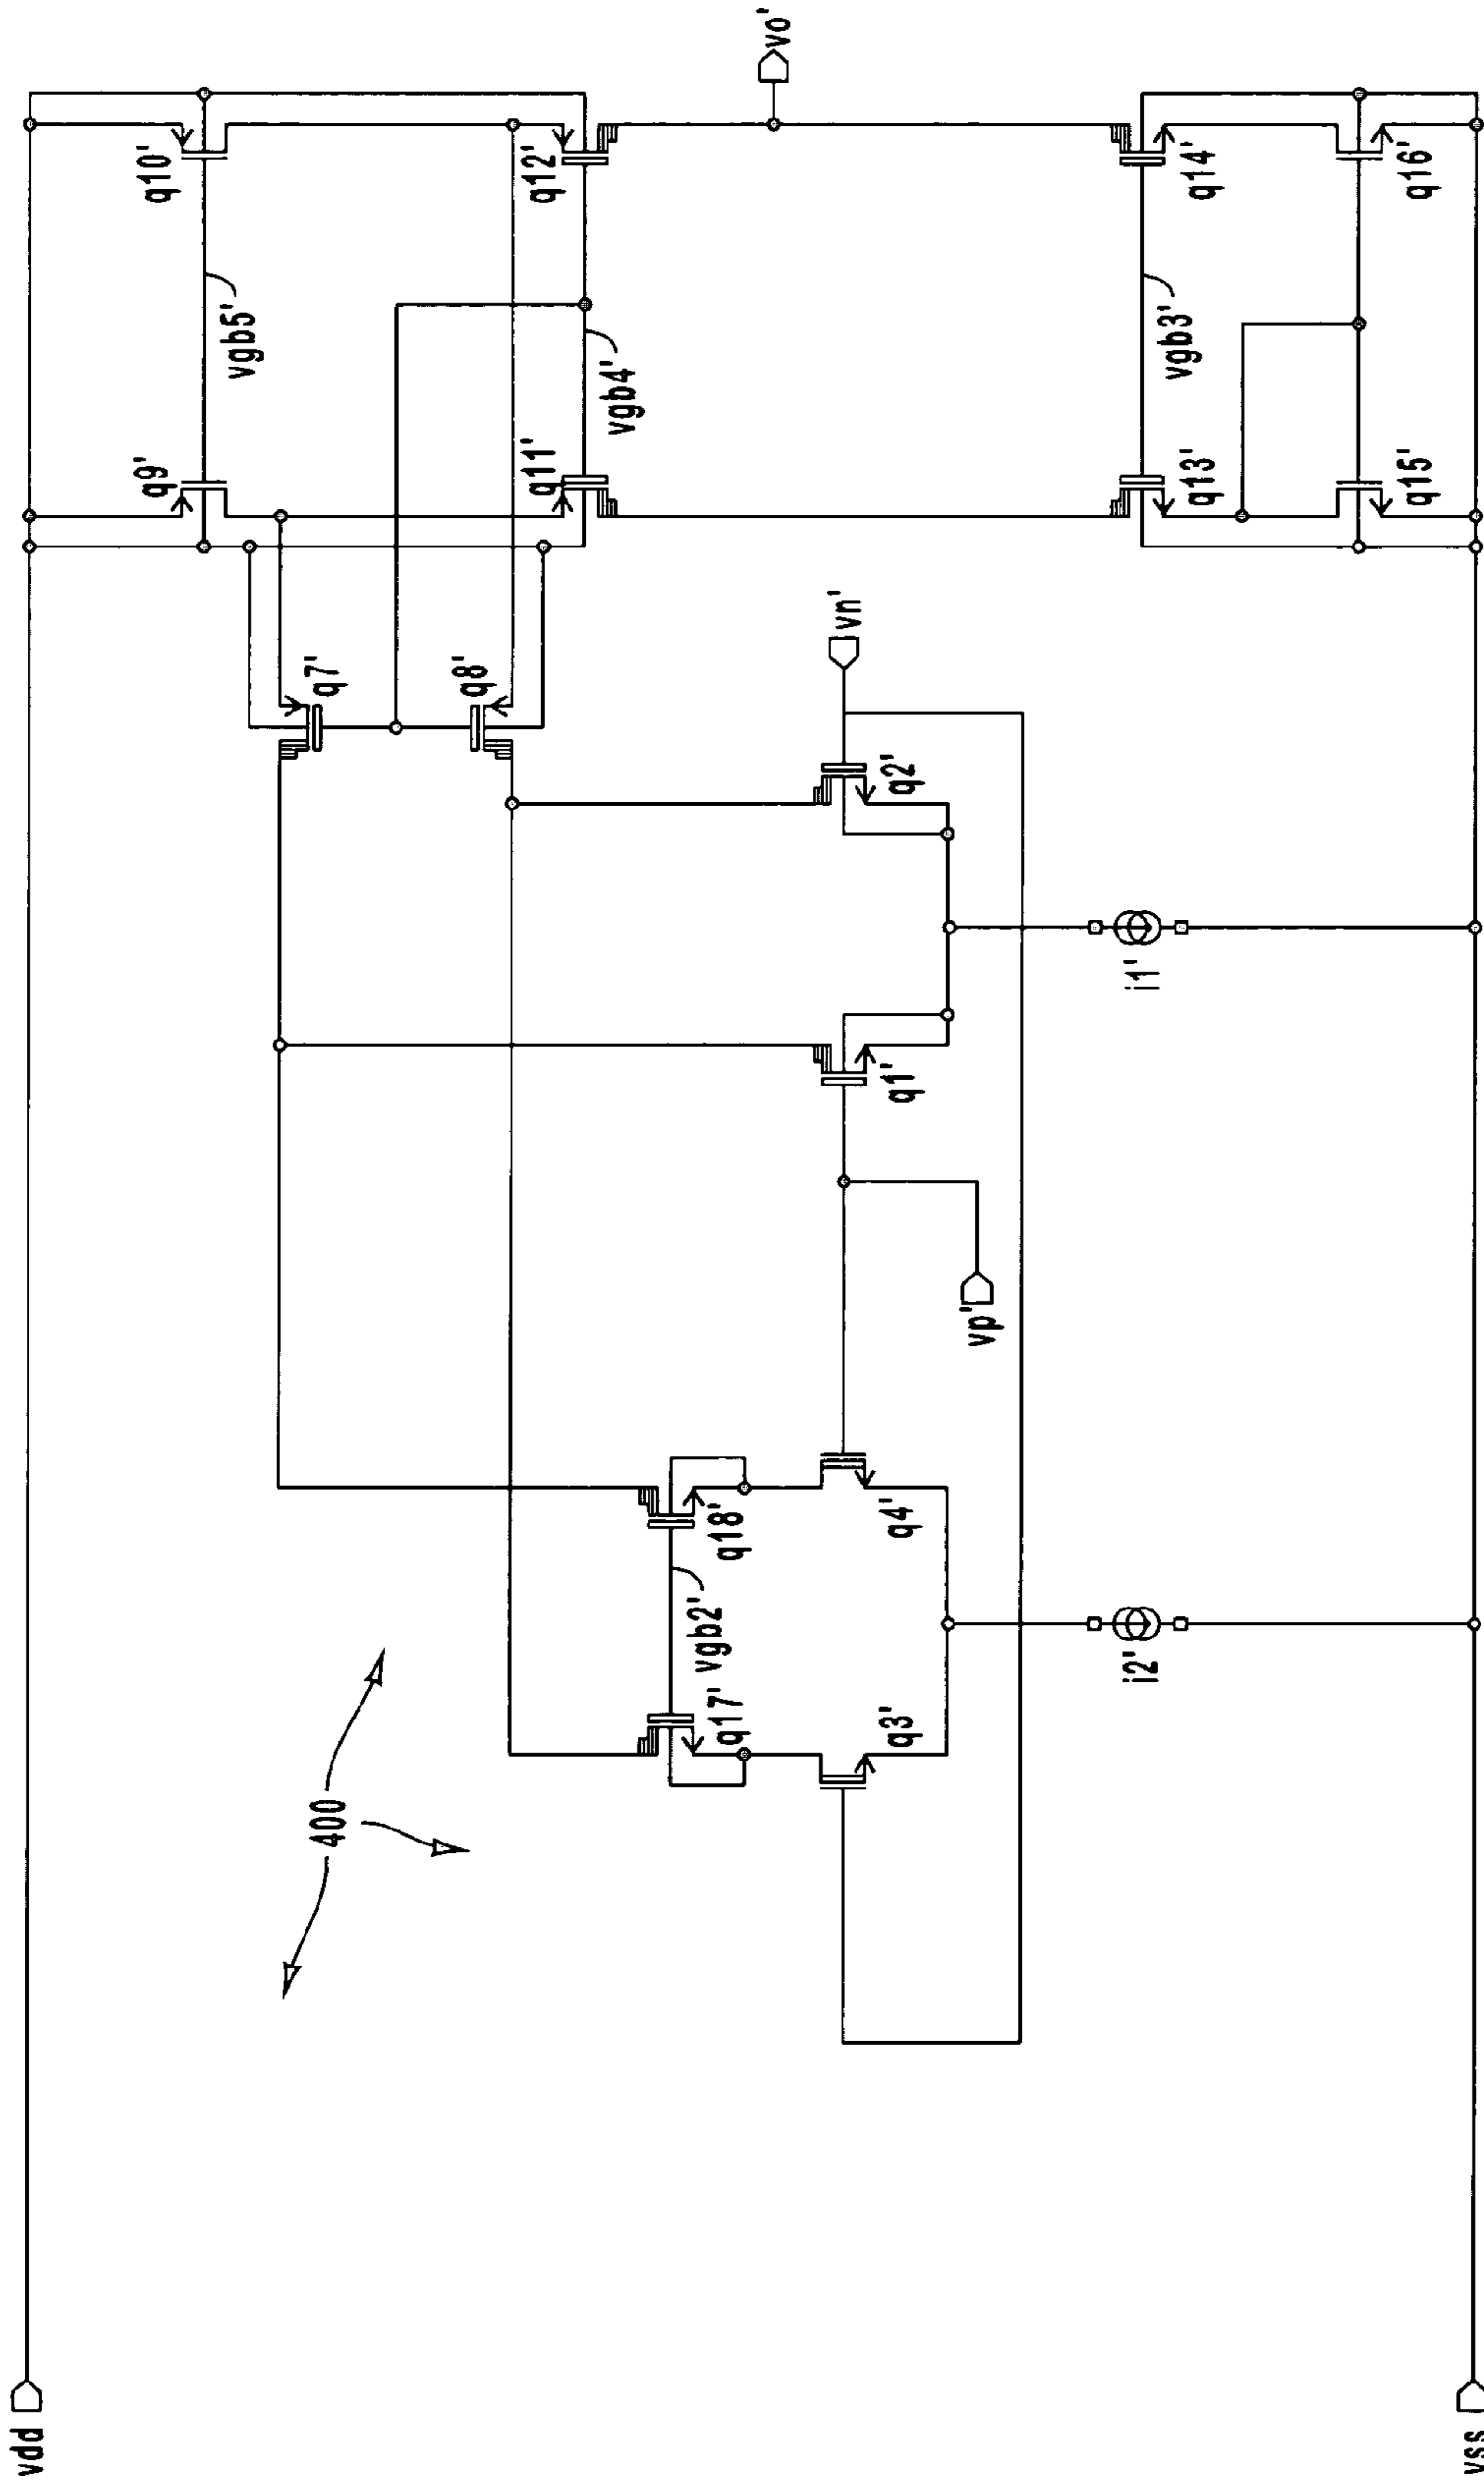 vdd
vss
400
q17'
q18'
vgb2'
q3'
q4'
i2'
vp'
q1'
q2'
i1'
vn'
q7'
q8'
q9'
q10'
vgb5'
q11'
q12'
vgb4'
vo'
q13'
q14'
vgb3'
q15'
q16'